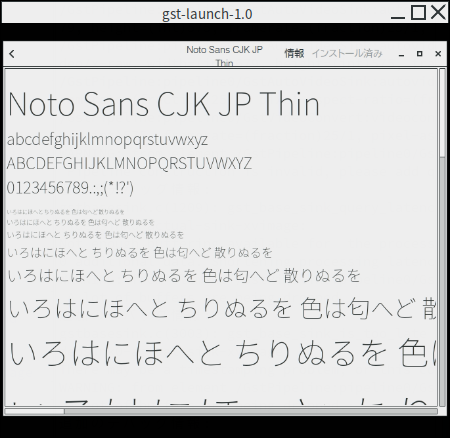 gst-launch-1.0
Noto Sans CJK JP
Thin
情報 インストール済み
Noto Sans CJK JP Thin
abcdefghijklmnopqrstuvwxyz
ABCDEFGHIJKLMNOPQRSTUVWXYZ
0123456789.:,;(*!?')
いろはにほへと ちりぬるを 色は匂へど 散りぬるを
いろはにほへと ちりぬるを 色は匂へど 散りぬるを
いろはにほへと ちりぬるを 色は匂へど 散りぬるを
いろはにほへと ちりぬるを 色は匂へど 散りぬるを
いろはにほへと ちりぬるを 色は匂へど 散りぬるを
いろはにほへと ちりぬるを 色は匂へど 散
いろはにほへと ちりぬるを 色は